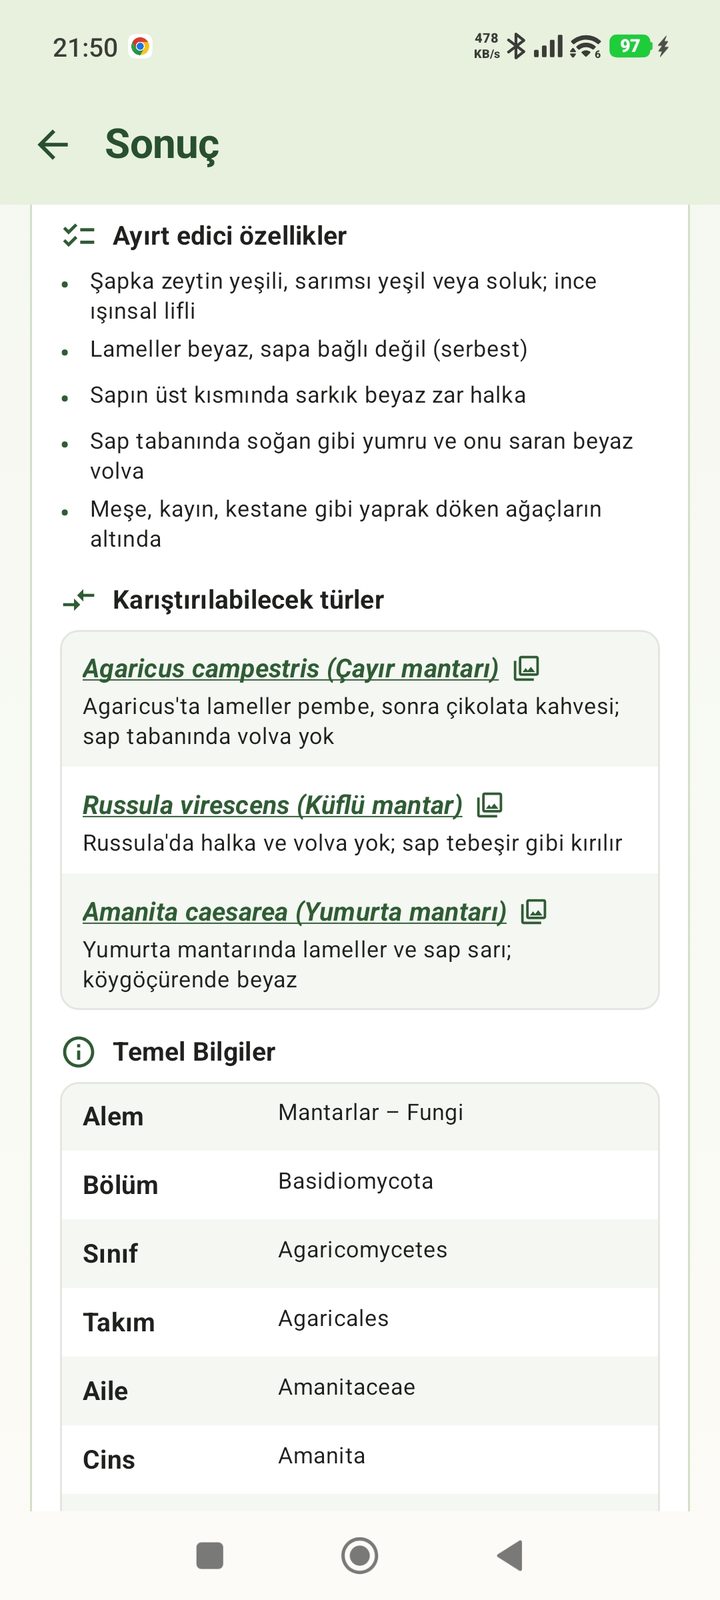 21:50
478
KB/s
6
97
Sonuç
Ayırt edici özellikler
• Şapka zeytin yeşili, sarımsı yeşil veya soluk; ince
ışınsal lifli
• Lameller beyaz, sapa bağlı değil (serbest)
• Sapın üst kısmında sarkık beyaz zar halka
• Sap tabanında soğan gibi yumru ve onu saran beyaz
volva
• Meşe, kayın, kestane gibi yaprak döken ağaçların
altında
Karıştırılabilecek türler
Agaricus campestris (Çayır mantarı)
Agaricus'ta lameller pembe, sonra çikolata kahvesi;
sap tabanında volva yok
Russula virescens (Küflü mantar)
Russula'da halka ve volva yok; sap tebeşir gibi kırılır
Amanita caesarea (Yumurta mantarı)
Yumurta mantarında lameller ve sap sarı;
köygöçürende beyaz
Temel Bilgiler
Alem Mantarlar – Fungi
Bölüm Basidiomycota
Sınıf Agaricomycetes
Takım Agaricales
Aile Amanitaceae
Cins Amanita